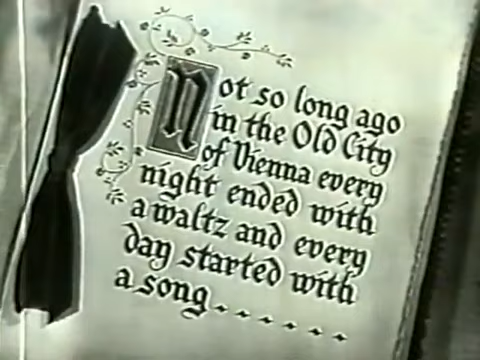 Not so long ago
in the Old City
of Vienna every
night ended with
a waltz and every
day started with
a song------